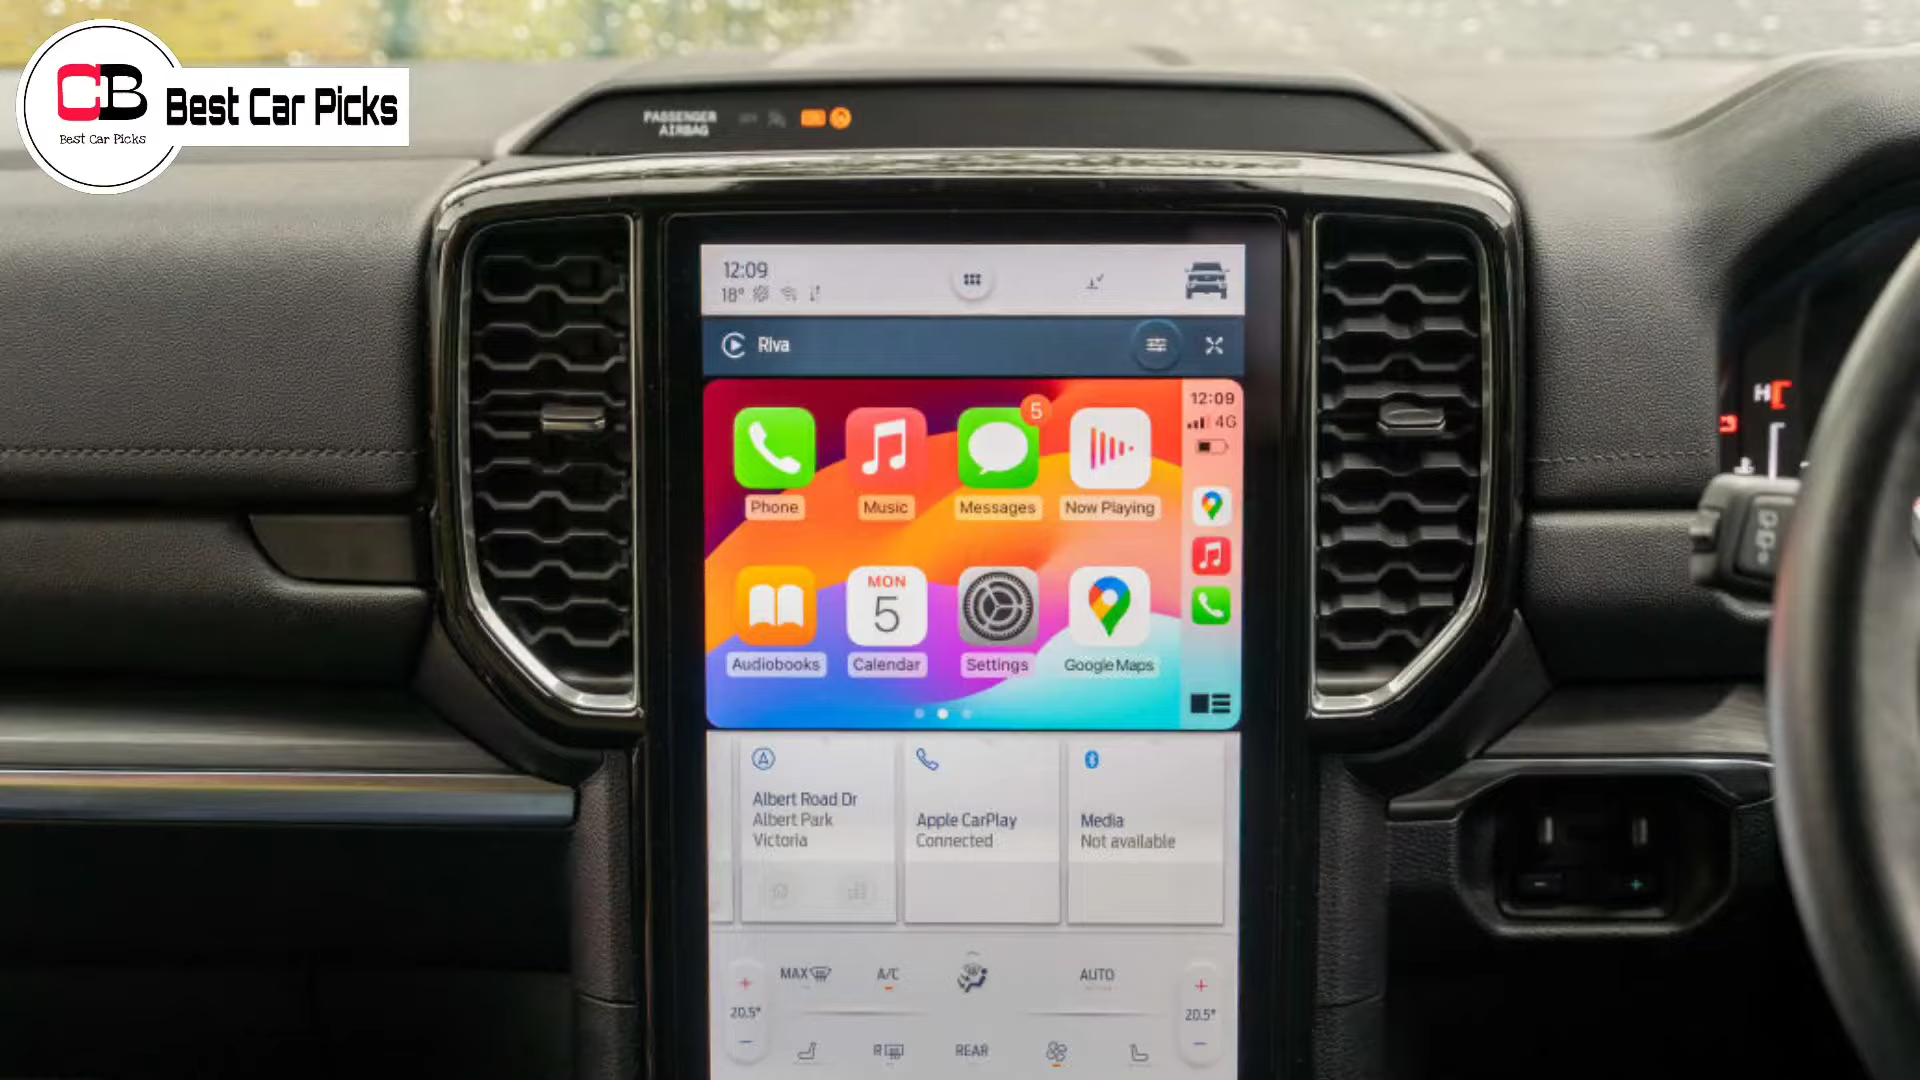 CB
Best Car Picks
Best Car Picks
PASSENGER
AIRBAG
12:09
18°
Riva
5
12:09
4G
Phone
Music
Messages
Now Playing
MON
5
Audiobooks
Calendar
Settings
Google Maps
Albert Road Dr
Albert Park
Victoria
Apple CarPlay
Connected
Media
Not available
MAX
A/C
AUTO
20.5°
20.5°
R
REAR
H